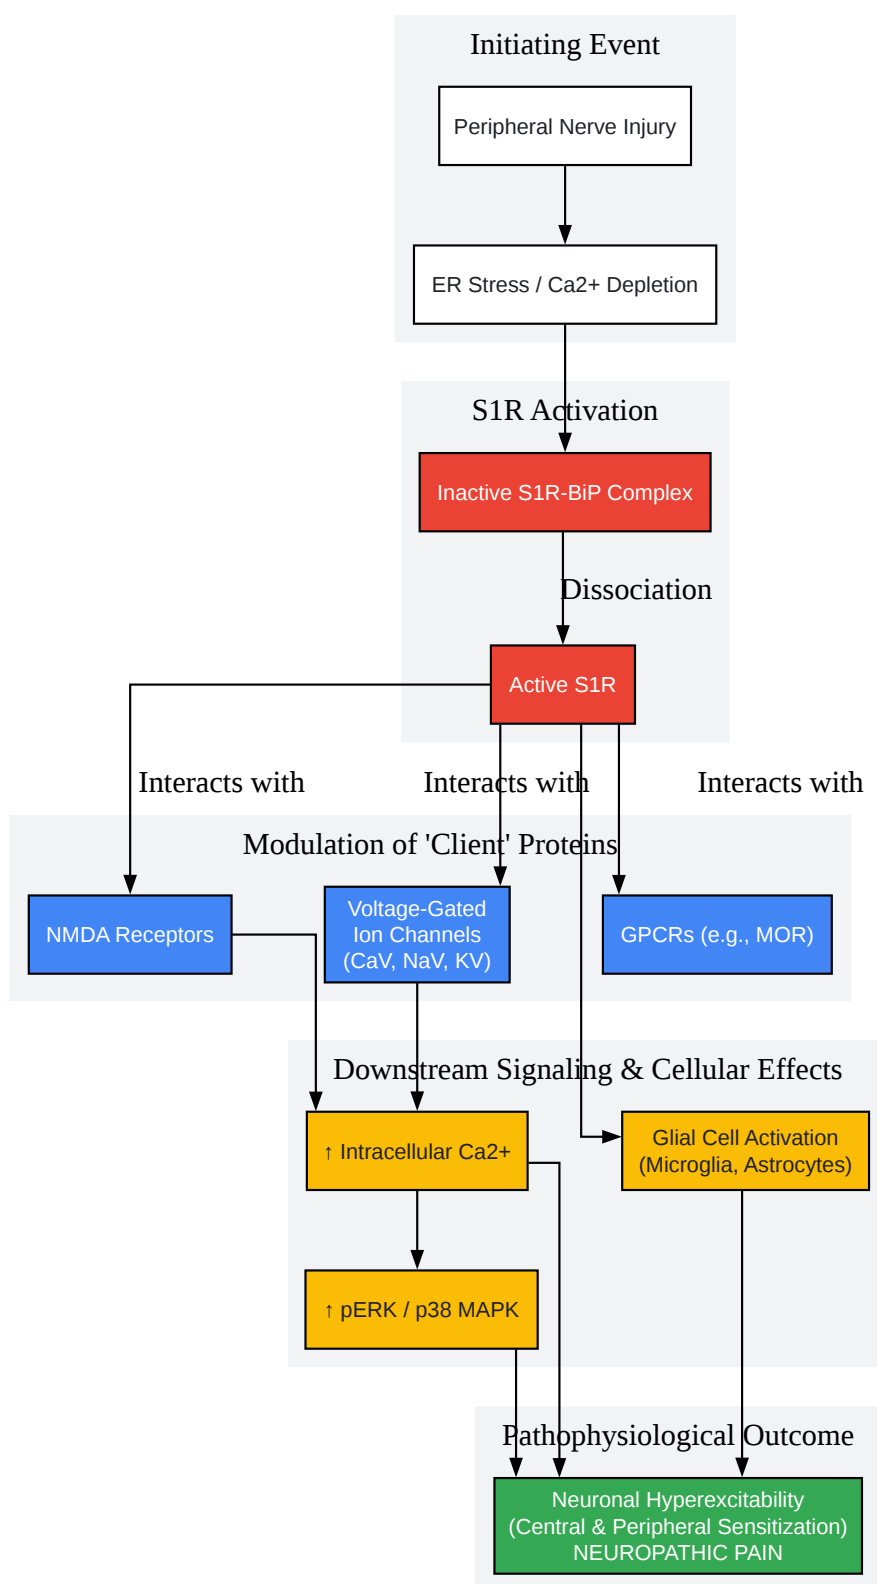 Initiating Event
Peripheral Nerve Injury
ER Stress / Ca2+ Depletion
S1R Activation
Inactive S1R-BiP Complex
Dissociation
Active S1R
Interacts with
Interacts with
Interacts with
Modulation of 'Client' Proteins
NMDA Receptors
Voltage-Gated
Ion Channels
(CaV, NaV, KV)
GPCRs (e.g., MOR)
Downstream Signaling & Cellular Effects
↑ Intracellular Ca2+
Glial Cell Activation
(Microglia, Astrocytes)
↑ pERK / p38 MAPK
Pathophysiological Outcome
Neuronal Hyperexcitability
(Central & Peripheral Sensitization)
NEUROPATHIC PAIN